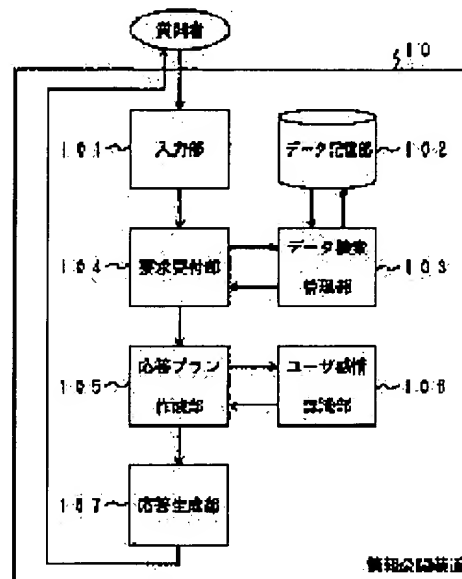 質問者
10
101
入力部
データ記憶部
102
104
要求受付部
データ検索
管理部
103
105
応答プラン
作成部
ユーザ感情
認識部
106
107
応答生成部
情報公開装置